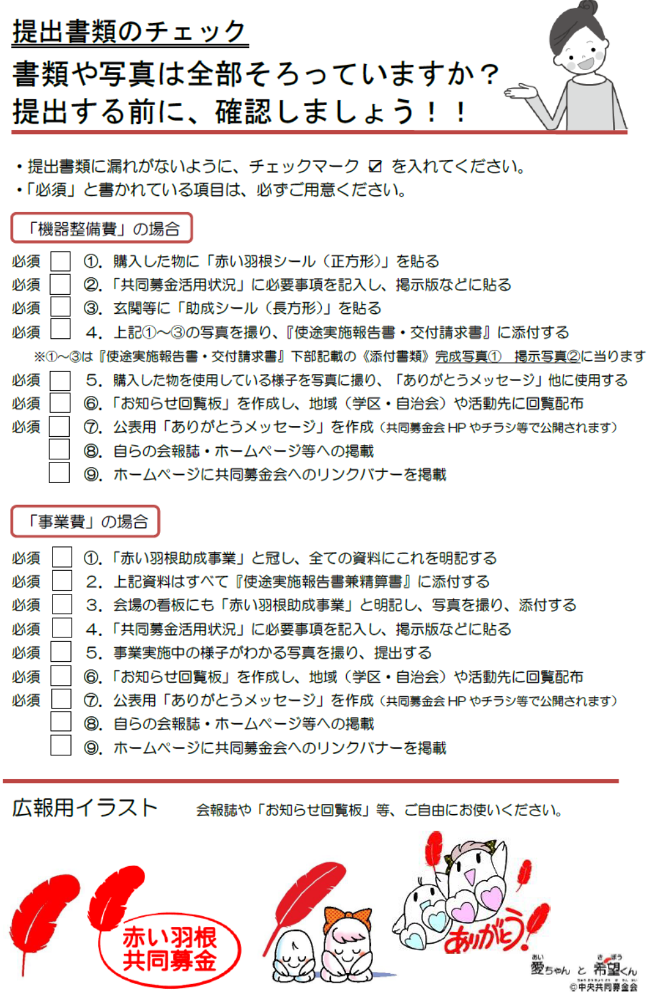 提出書類のチェック
書類や写真は全部そろっていますか？
提出する前に、確認しましょう！！
・提出書類に漏れがないように、チェックマーク ☑ を入れてください。
・「必須」と書かれている項目は、必ずご用意ください。
「機器整備費」の場合
必須 □ ①．購入した物に「赤い羽根シール（正方形）」を貼る
必須 □ ②．「共同募金活用状況」に必要事項を記入し、掲示版などに貼る
必須 □ ③．玄関等に「助成シール（長方形）」を貼る
必須 □ ４．上記①～③の写真を撮り、『使途実施報告書・交付請求書』に添付する
※①～③は『使途実施報告書・交付請求書』下部記載の《添付書類》完成写真①　掲示写真②に当ります
必須 □ ５．購入した物を使用している様子を写真に撮り、「ありがとうメッセージ」他に使用する
必須 □ ⑥．「お知らせ回覧板」を作成し、地域（学区・自治会）や活動先に回覧配布
必須 □ ⑦．公表用「ありがとうメッセージ」を作成（共同募金会 HP やチラシ等で公開されます）
□ ⑧．自らの会報誌・ホームページ等への掲載
□ ⑨．ホームページに共同募金会へのリンクバナーを掲載
「事業費」の場合
必須 □ ①．「赤い羽根助成事業」と冠し、全ての資料にこれを明記する
必須 □ ２．上記資料はすべて『使途実施報告書兼精算書』に添付する
必須 □ ３．会場の看板にも「赤い羽根助成事業」と明記し、写真を撮り、添付する
必須 □ ４．「共同募金活用状況」に必要事項を記入し、掲示版などに貼る
必須 □ ５．事業実施中の様子がわかる写真を撮り、提出する
必須 □ ⑥．「お知らせ回覧板」を作成し、地域（学区・自治会）や活動先に回覧配布
必須 □ ⑦．公表用「ありがとうメッセージ」を作成（共同募金会 HP やチラシ等で公開されます）
□ ⑧．自らの会報誌・ホームページ等への掲載
□ ⑨．ホームページに共同募金会へのリンクバナーを掲載
広報用イラスト　会報誌や「お知らせ回覧板」等、ご自由にお使いください。
赤い羽根
共同募金
ありがとう!
あい　きぼう
愛ちゃん と 希望くん
ちゅうおうきょうどうぼきんかい
©中央共同募金会